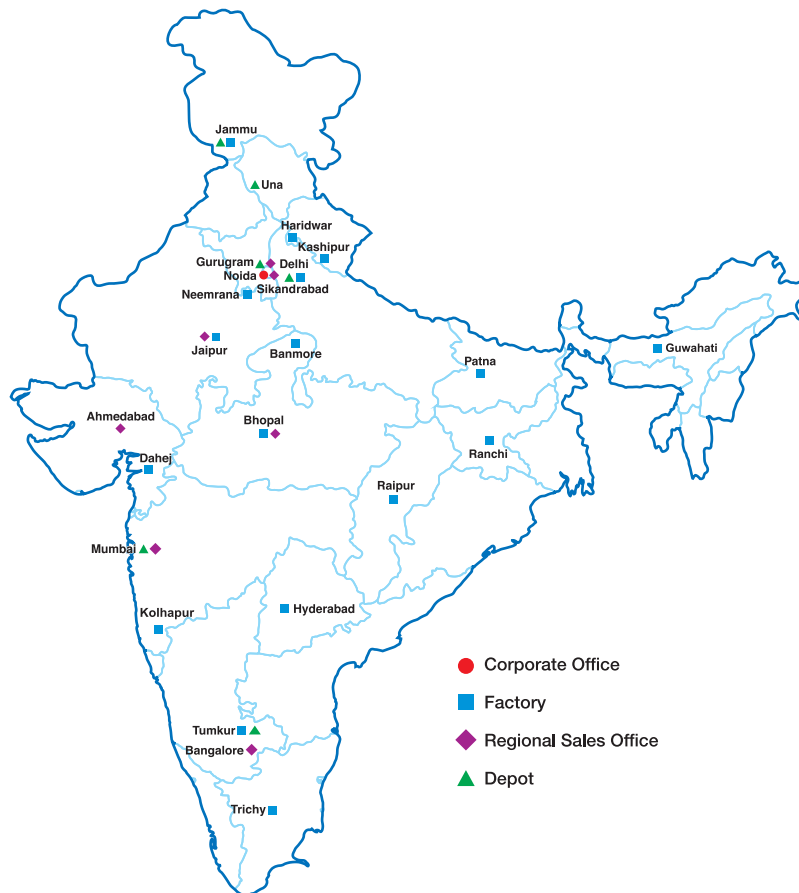 Jammu
Una
Haridwar
Kashipur
Gurugram
Delhi
Noida
Sikandrabad
Neemrana
Jaipur
Banmore
Patna
Guwahati
Ahmedabad
Bhopal
Ranchi
Dahej
Raipur
Mumbai
Kolhapur
Hyderabad
Corporate Office
Factory
Tumkur
Regional Sales Office
Bangalore
Depot
Trichy